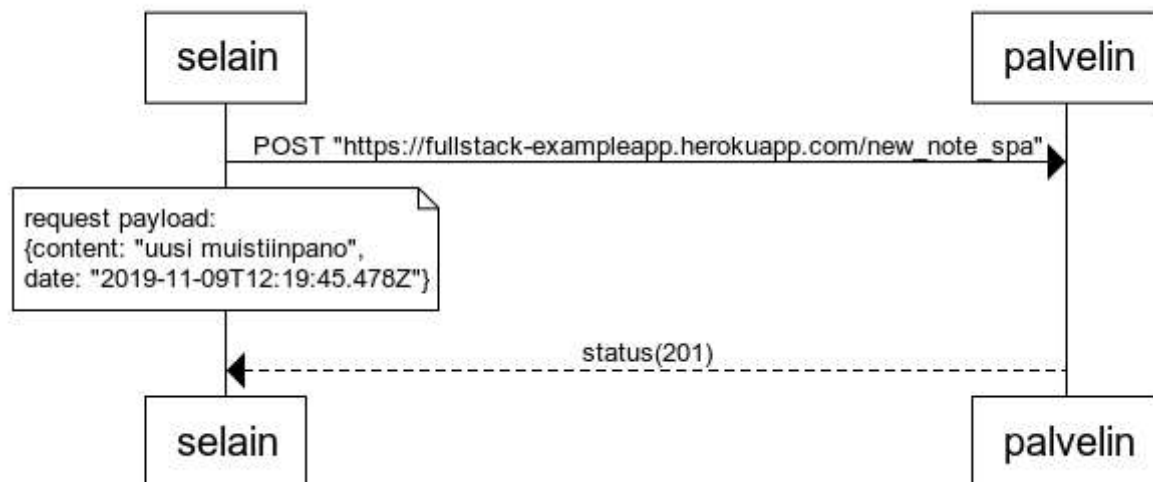 selain
palvelin
POST "https://fullstack-exampleapp.herokuapp.com/new_note_spa"
request payload:
{content: "uusi muistiinpano",
date: "2019-11-09T12:19:45.478Z"}
status(201)
selain
palvelin